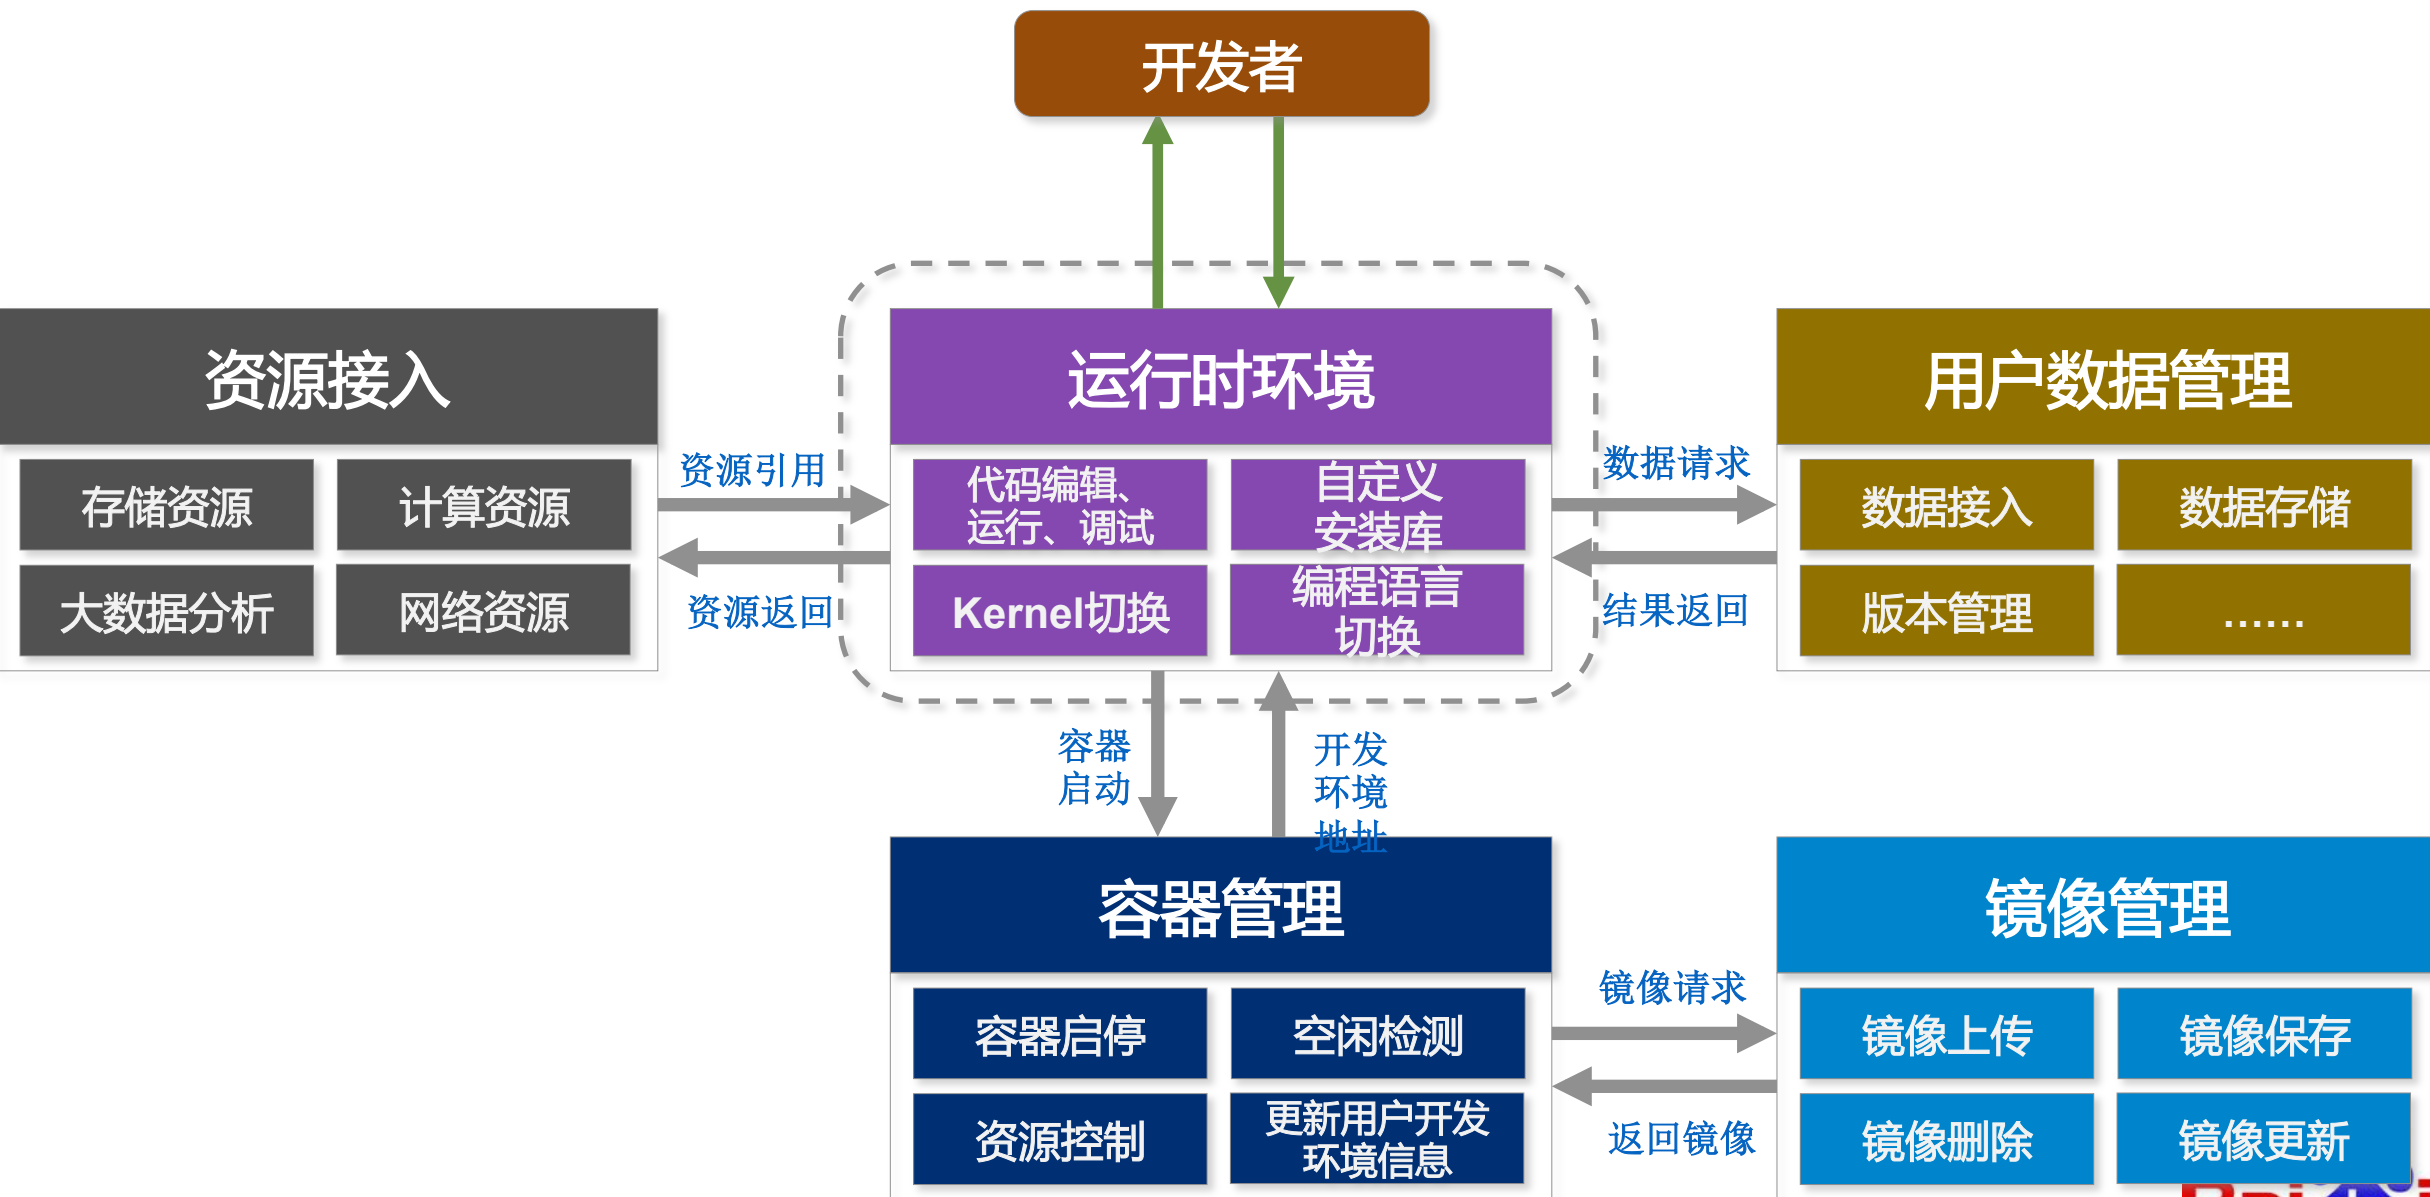 开发者
资源接入
存储资源
计算资源
大数据分析
网络资源
资源引用
资源返回
运行时环境
代码编辑、
运行、调试
自定义
安装库
Kernel切换
编程语言
切换
数据请求
结果返回
用户数据管理
数据接入
数据存储
版本管理
......
容器
启动
开发
环境
地址
容器管理
容器启停
空闲检测
资源控制
更新用户开发
环境信息
镜像请求
返回镜像
镜像管理
镜像上传
镜像保存
镜像删除
镜像更新